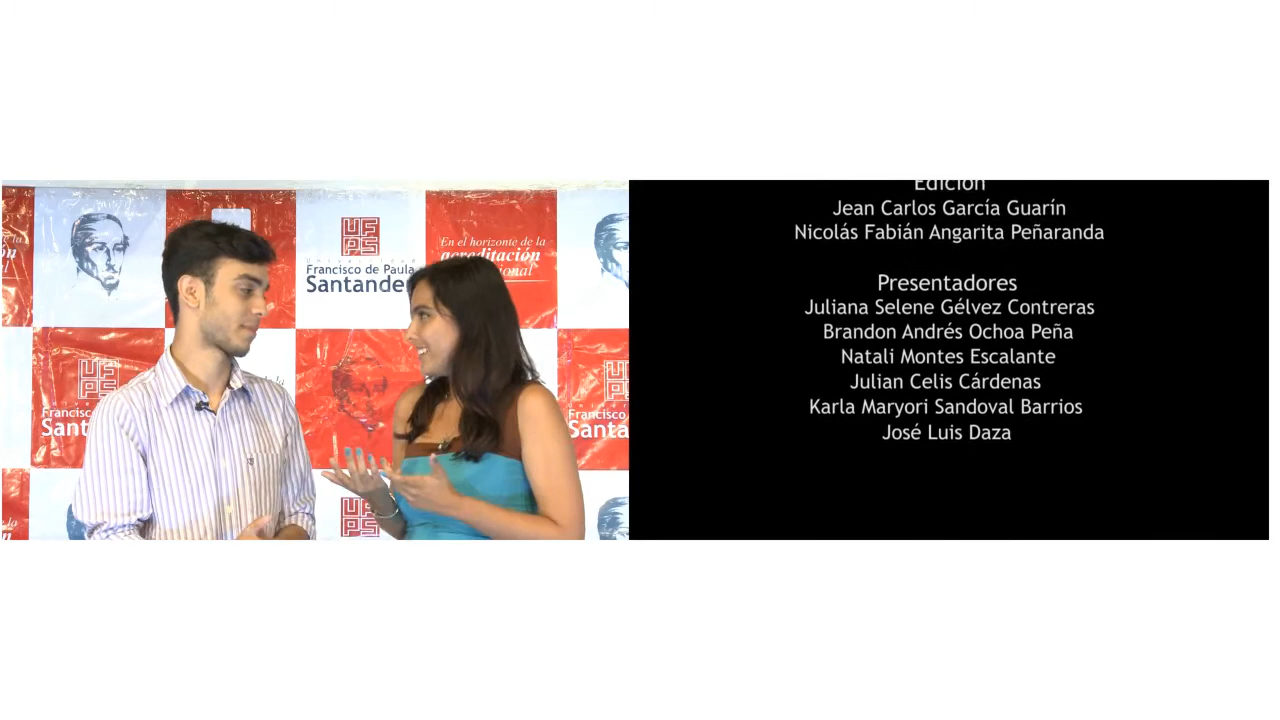 UFPS
Universidad
Francisco de Paula
Santander
En el horizonte de la
acreditación
UFPS
Francisco
Sant
Francisco
Santa
UFPS
Edición
Jean Carlos García Guarín
Nicolás Fabián Angarita Peñaranda
Presentadores
Juliana Selene Gélvez Contreras
Brandon Andrés Ochoa Peña
Natali Montes Escalante
Julian Celis Cárdenas
Karla Maryori Sandoval Barrios
José Luis Daza